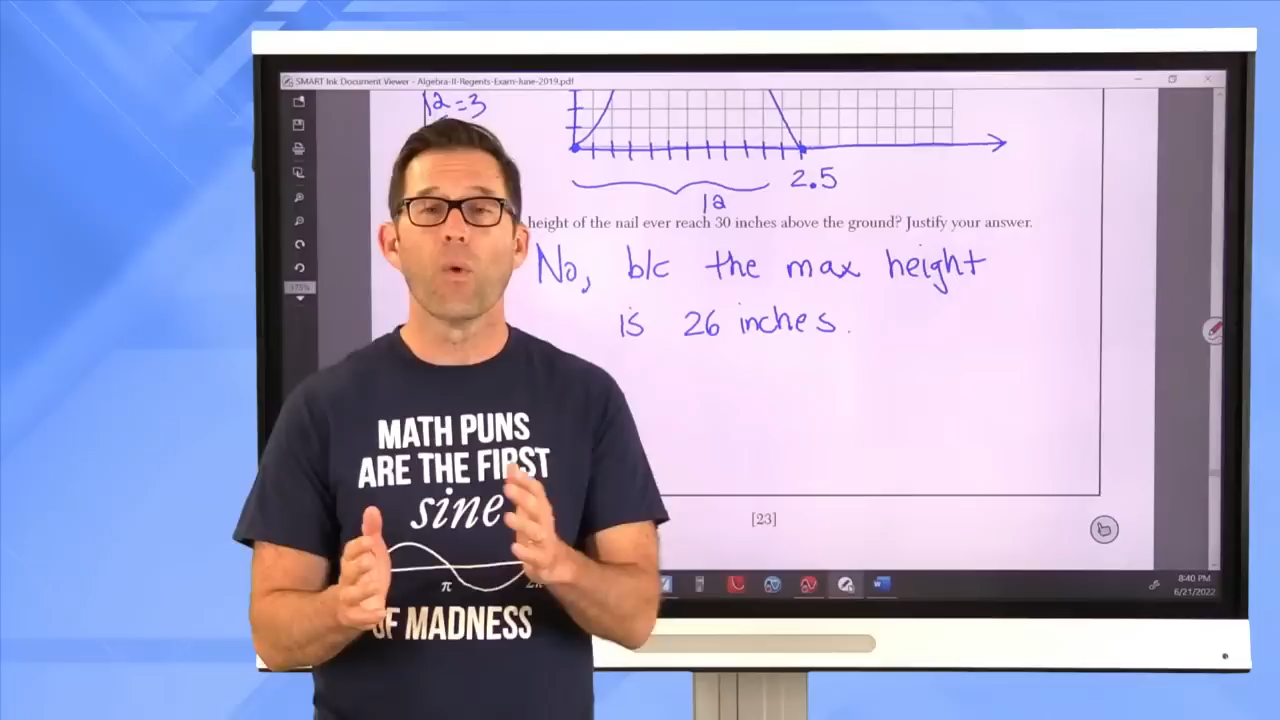 SMART Ink Document Viewer - Algebra-II-Regents-Exam-June-2019.pdf
12=3
2.5
12
height of the nail ever reach 30 inches above the ground? Justify your answer.
No, b/c the max height
is 26 inches.
175%
MATH PUNS
ARE THE FIRST
sine
π
OF MADNESS
[23]
8:40 PM
6/21/2022